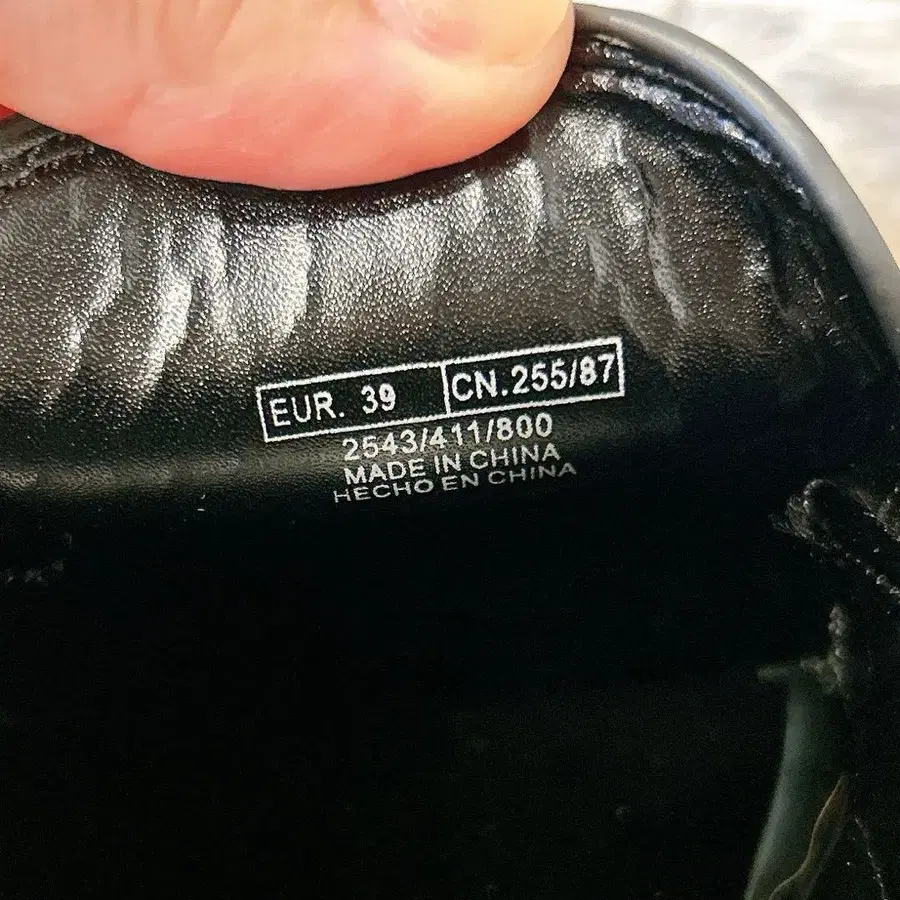 EUR. 39 CN.255/87
2543/411/800
MADE IN CHINA
HECHO EN CHINA